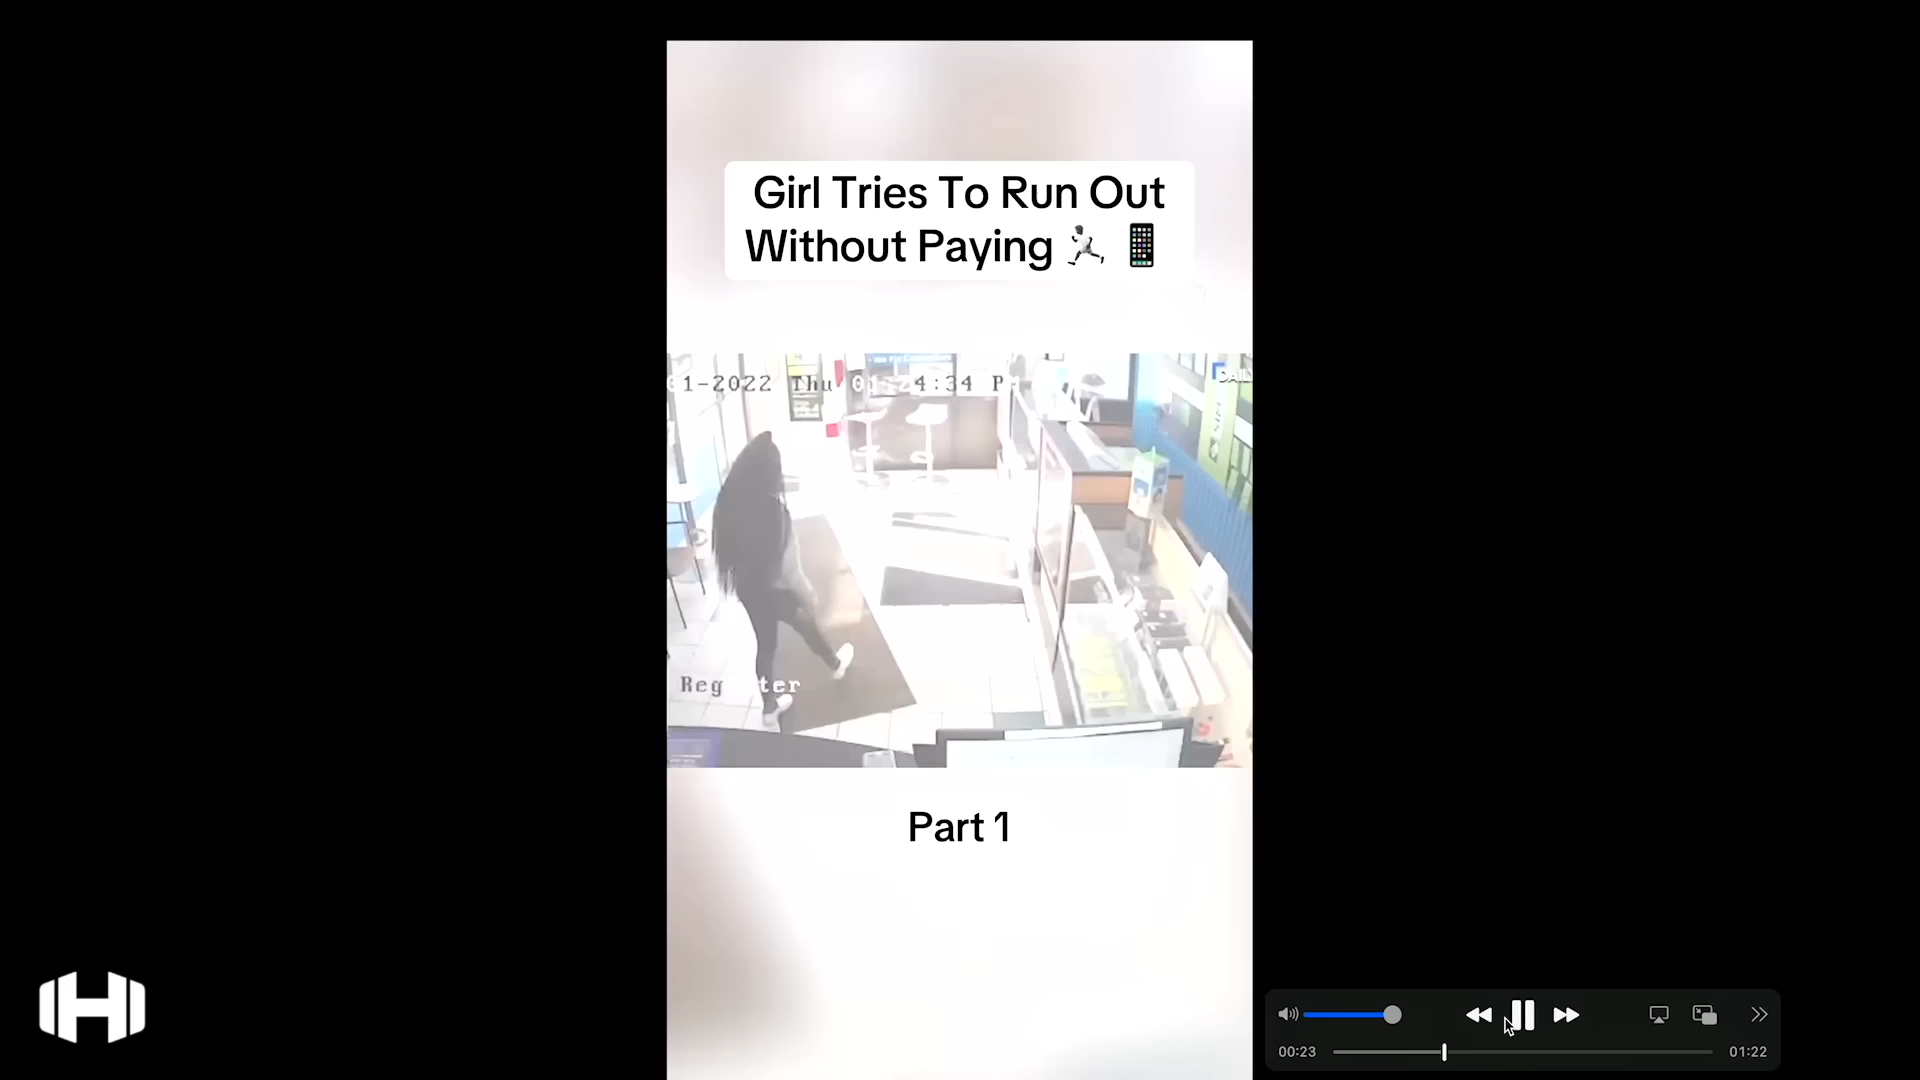 Girl Tries To Run Out
Without Paying
1-2022 Thu 4:34 P
DAIL
Reg ter
Part 1
00:23
01:22